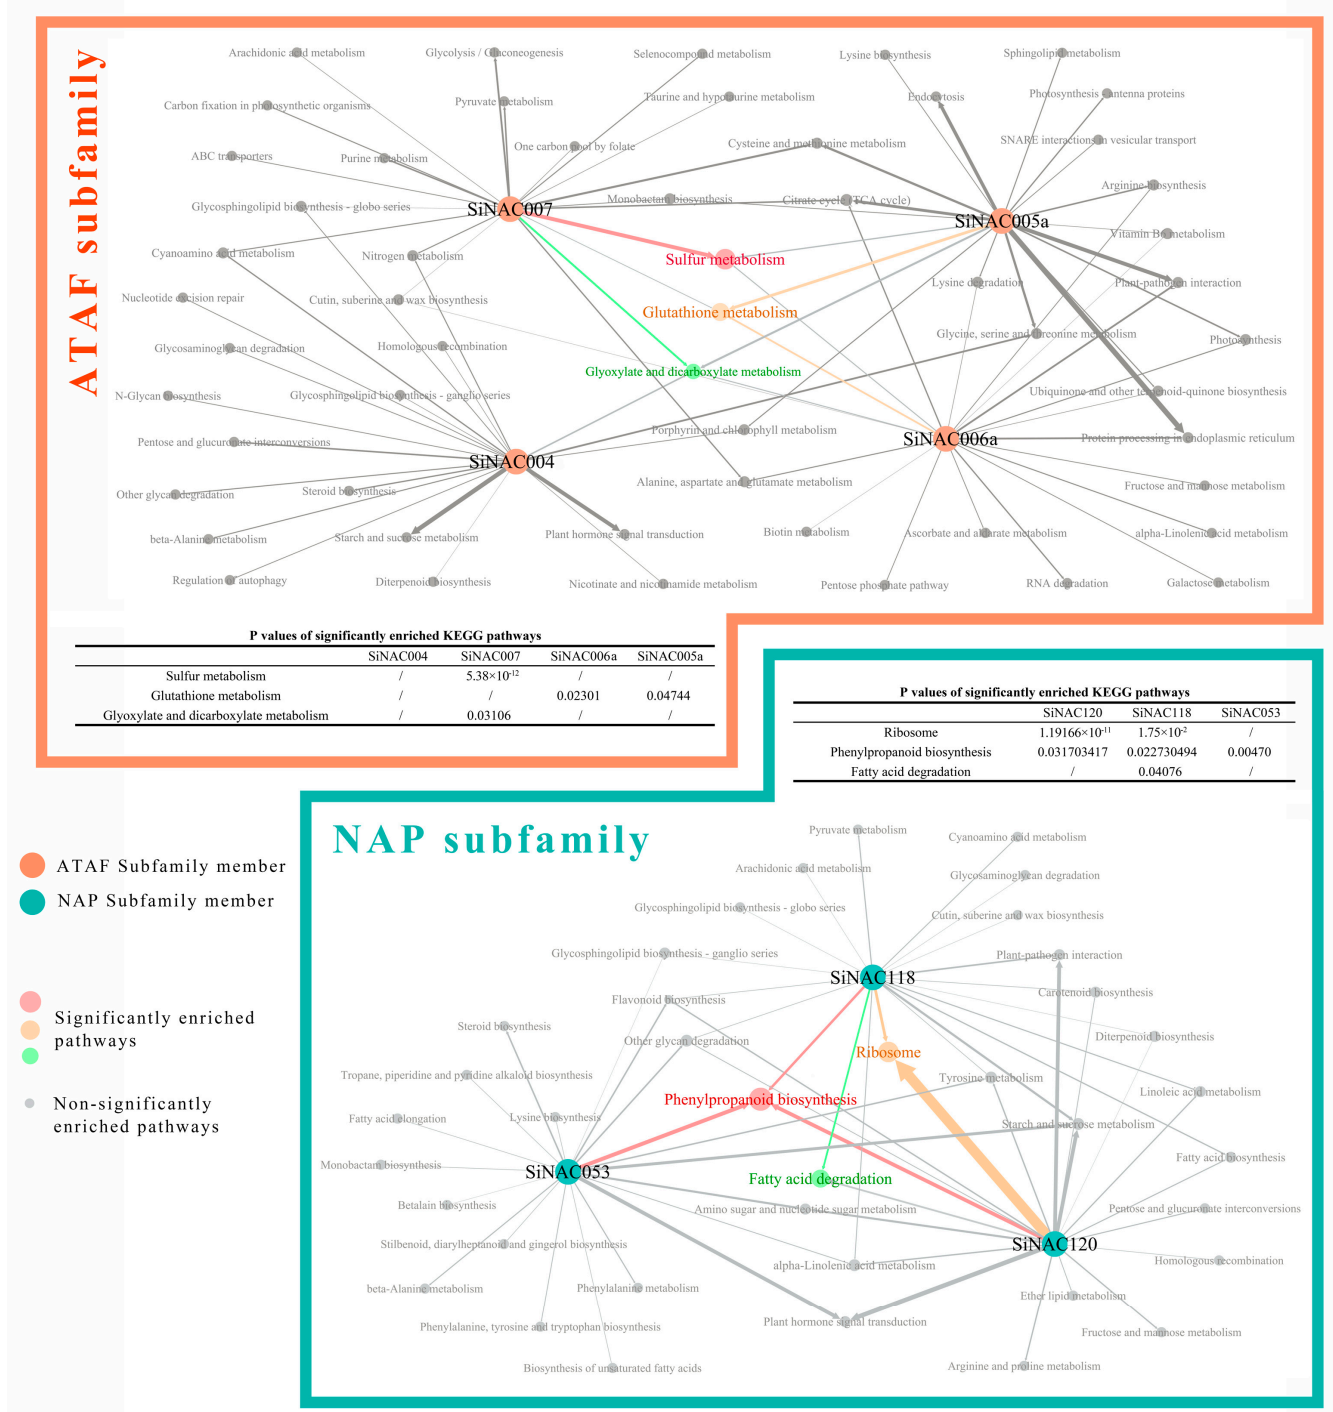 ATAF subfamily
Arachidonic acid metabolism
Glycolysis / Gluconeogenesis
Selenocompound metabolism
Lysine biosynthesis
Sphingolipid metabolism
Carbon fixation in photosynthetic organisms
Pyruvate metabolism
Taurine and hypotaurine metabolism
Endocytosis
Photosynthesis - antenna proteins
ABC transporters
Purine metabolism
One carbon pool by folate
Cysteine and methionine metabolism
SNARE interactions in vesicular transport
Glycosphingolipid biosynthesis - globo series
SiNAC007
Monobactam biosynthesis
Citrate cycle (TCA cycle)
Arginine biosynthesis
SiNAC005a
Vitamin B6 metabolism
Cyanoamino acid metabolism
Nitrogen metabolism
Sulfur metabolism
Lysine degradation
Plant-pathogen interaction
Nucleotide excision repair
Cutin, suberine and wax biosynthesis
Glutathione metabolism
Glycine, serine and threonine metabolism
Photosynthesis
Glycosaminoglycan degradation
Homologous recombination
Glyoxylate and dicarboxylate metabolism
N-Glycan biosynthesis
Glycosphingolipid biosynthesis - ganglio series
Ubiquinone and other terpenoid-quinone biosynthesis
Pentose and glucuronate interconversions
Porphyrin and chlorophyll metabolism
SiNAC006a
Protein processing in endoplasmic reticulum
SiNAC004
Other glycan degradation
Steroid biosynthesis
Alanine, aspartate and glutamate metabolism
Fructose and mannose metabolism
beta-Alanine metabolism
Starch and sucrose metabolism
Plant hormone signal transduction
Biotin metabolism
Ascorbate and aldarate metabolism
alpha-Linolenic acid metabolism
Regulation of autophagy
Diterpenoid biosynthesis
Nicotinate and nicotinamide metabolism
Pentose phosphate pathway
RNA degradation
Galactose metabolism
P values of significantly enriched KEGG pathways
SiNAC004 SiNAC007 SiNAC006a SiNAC005a
Sulfur metabolism / 5.38×10⁻¹² / /
Glutathione metabolism / / 0.02301 0.04744
Glyoxylate and dicarboxylate metabolism / 0.03106 / /
P values of significantly enriched KEGG pathways
SiNAC120 SiNAC118 SiNAC053
Ribosome 1.19166×10⁻¹¹ 1.75×10⁻² /
Phenylpropanoid biosynthesis 0.031703417 0.022730494 0.00470
Fatty acid degradation / 0.04076 /
ATAF Subfamily member
NAP Subfamily member
Significantly enriched
pathways
Non-significantly
enriched pathways
NAP subfamily
Pyruvate metabolism
Cyanoamino acid metabolism
Arachidonic acid metabolism
Glycosaminoglycan degradation
Glycosphingolipid biosynthesis - globo series
Cutin, suberine and wax biosynthesis
Glycosphingolipid biosynthesis - ganglio series
Plant-pathogen interaction
SiNAC118
Flavonoid biosynthesis
Carotenoid biosynthesis
Steroid biosynthesis
Other glycan degradation
Diterpenoid biosynthesis
Ribosome
Tropane, piperidine and pyridine alkaloid biosynthesis
Tyrosine metabolism
Linoleic acid metabolism
Phenylpropanoid biosynthesis
Fatty acid elongation
Lysine biosynthesis
Starch and sucrose metabolism
Monobactam biosynthesis
SiNAC053
Fatty acid biosynthesis
Fatty acid degradation
Betalain biosynthesis
Amino sugar and nucleotide sugar metabolism
Pentose and glucuronate interconversions
Stilbenoid, diarylheptanoid and gingerol biosynthesis
SiNAC120
alpha-Linolenic acid metabolism
Homologous recombination
beta-Alanine metabolism
Phenylalanine metabolism
Ether lipid metabolism
Phenylalanine, tyrosine and tryptophan biosynthesis
Plant hormone signal transduction
Fructose and mannose metabolism
Biosynthesis of unsaturated fatty acids
Arginine and proline metabolism